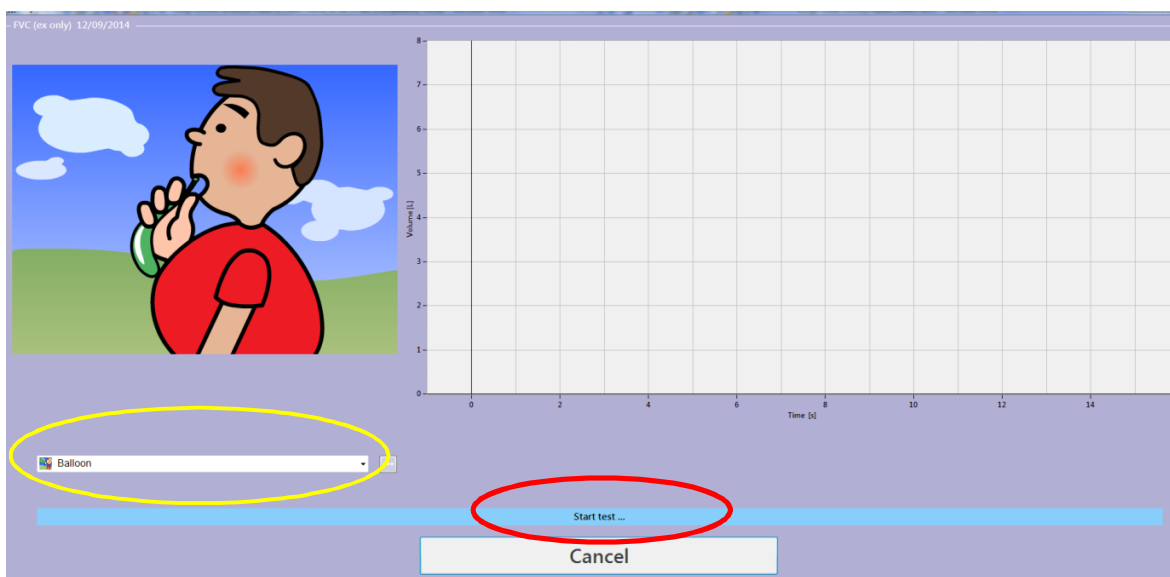 FVC (ex only) 12/09/2014
8
7
6
5
4
3
2
1
0
Volume [L]
0 2 4 6 8 10 12 14
Time [s]
Balloon
Start test ...
Cancel